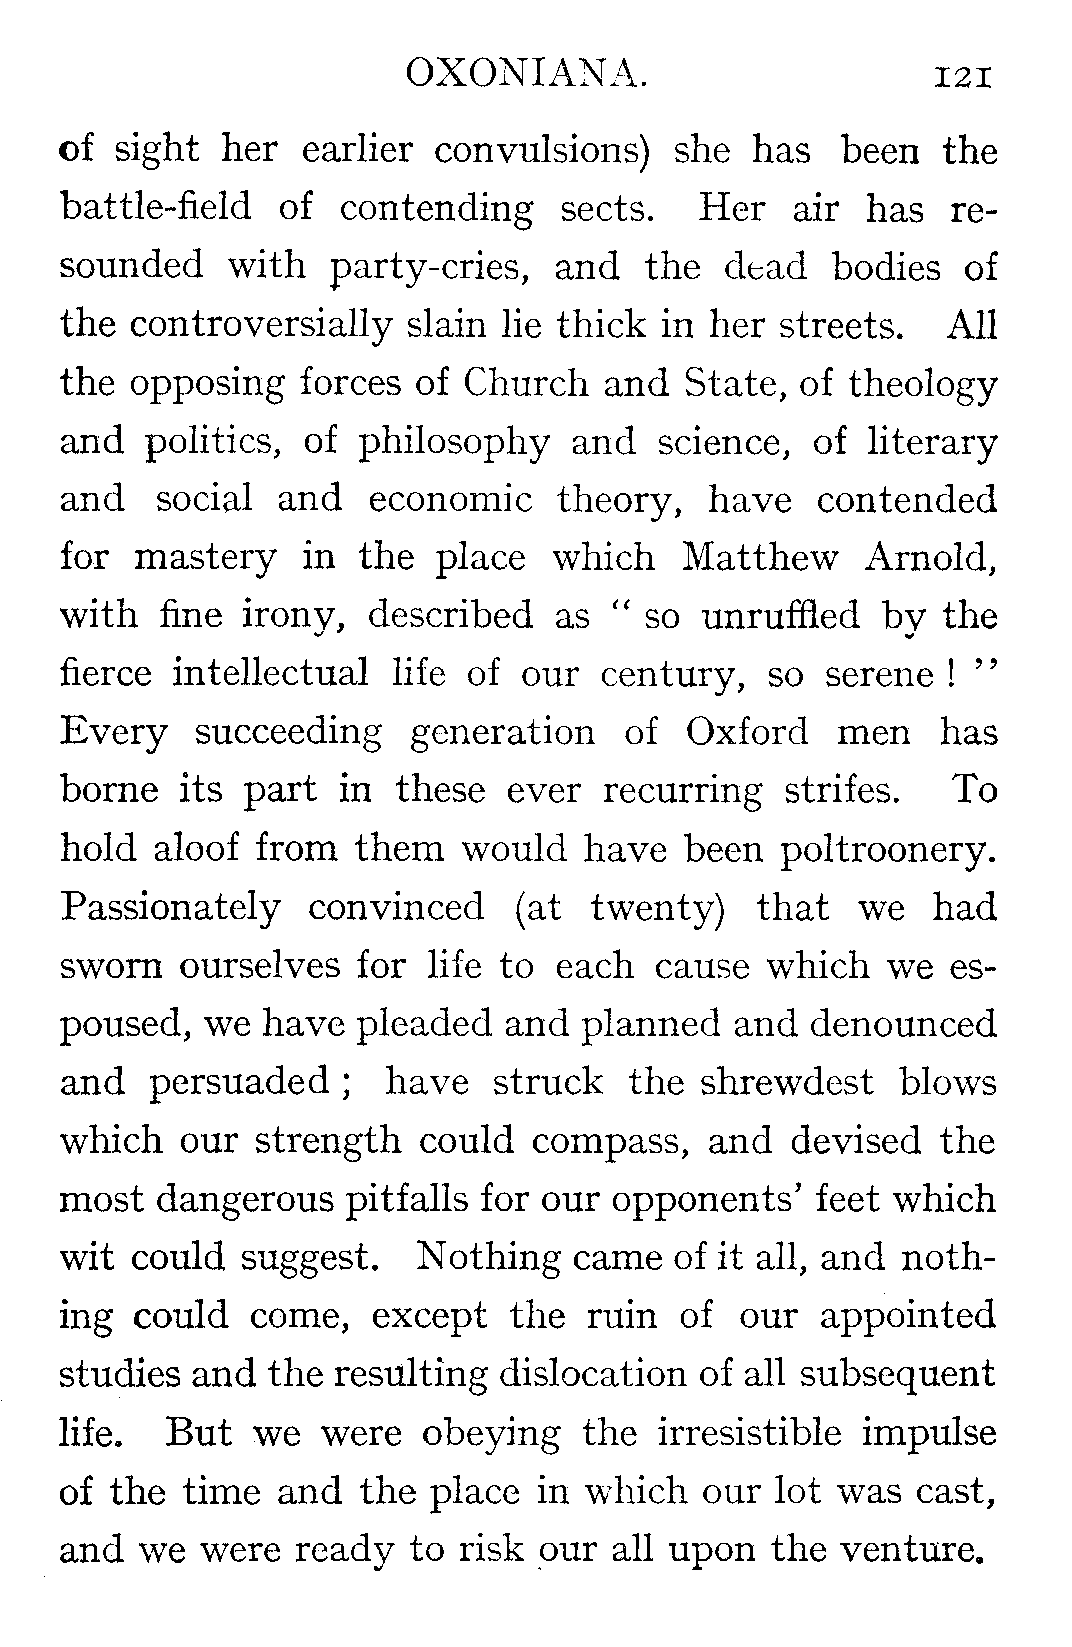 OXONIANA. 121
of sight her earlier convulsions) she has been the
battle-field of contending sects. Her air has re-
sounded with party-cries, and the dead bodies of
the controversially slain lie thick in her streets. All
the opposing forces of Church and State, of theology
and politics, of philosophy and science, of literary
and social and economic theory, have contended
for mastery in the place which Matthew Arnold,
with fine irony, described as “ so unruffled by the
fierce intellectual life of our century, so serene ! ”
Every succeeding generation of Oxford men has
borne its part in these ever recurring strifes. To
hold aloof from them would have been poltroonery.
Passionately convinced (at twenty) that we had
sworn ourselves for life to each cause which we es-
poused, we have pleaded and planned and denounced
and persuaded ; have struck the shrewdest blows
which our strength could compass, and devised the
most dangerous pitfalls for our opponents’ feet which
wit could suggest. Nothing came of it all, and noth-
ing could come, except the ruin of our appointed
studies and the resulting dislocation of all subsequent
life. But we were obeying the irresistible impulse
of the time and the place in which our lot was cast,
and we were ready to risk our all upon the venture.